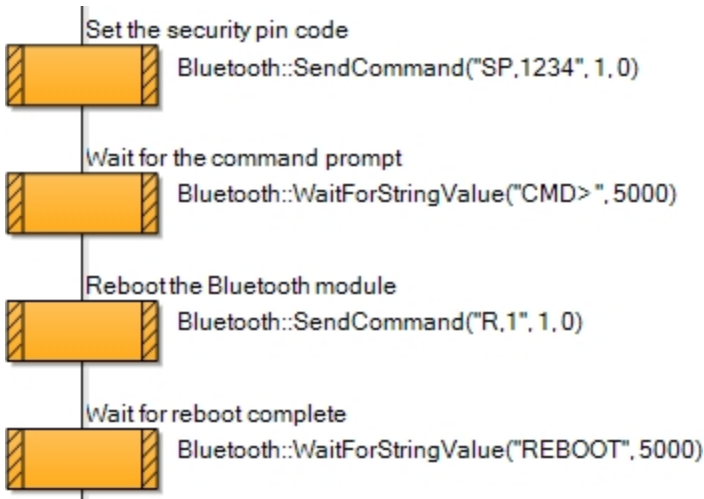 Set the security pin code
Bluetooth::SendCommand("SP,1234", 1, 0)
Wait for the command prompt
Bluetooth::WaitForStringValue("CMD>", 5000)
Reboot the Bluetooth module
Bluetooth::SendCommand("R,1", 1, 0)
Wait for reboot complete
Bluetooth::WaitForStringValue("REBOOT", 5000)